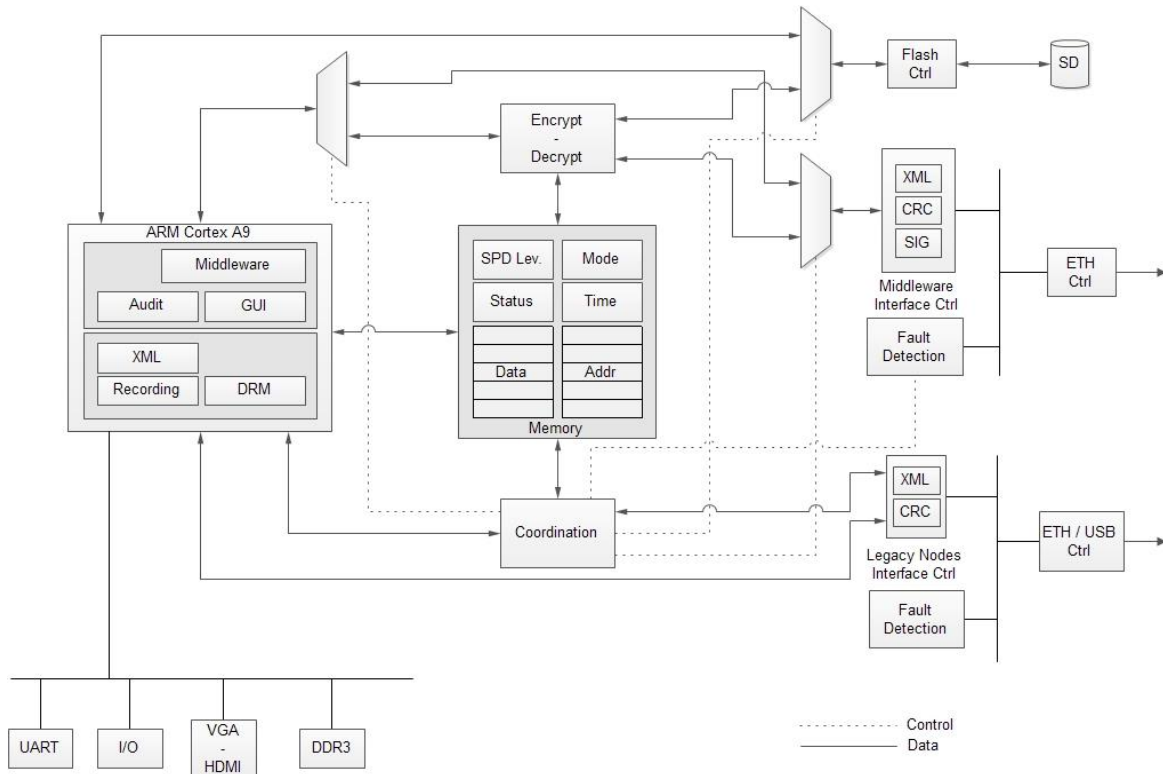 Flash
Ctrl
SD
Encrypt
-
Decrypt
XML
CRC
SIG
Middleware
Interface Ctrl
ETH
Ctrl
Fault
Detection
ARM Cortex A9
Middleware
Audit
GUI
XML
Recording
DRM
SPD Lev.
Mode
Status
Time
Data
Addr
Memory
Coordination
XML
CRC
Legacy Nodes
Interface Ctrl
ETH / USB
Ctrl
Fault
Detection
UART
I/O
VGA
-
HDMI
DDR3
Control
Data